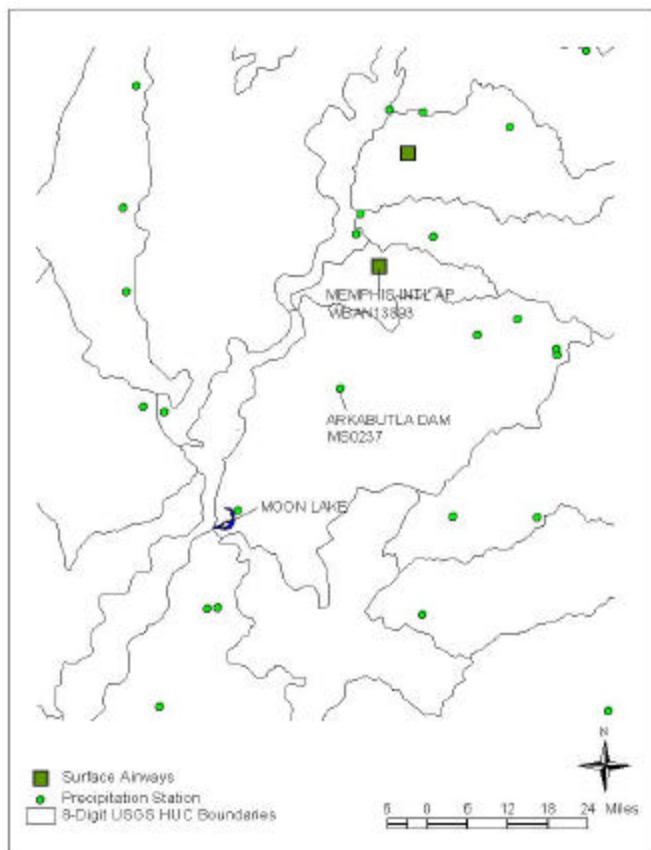 MEMPHIS INT'L AP
WBAN13893
ARKABUTLA DAM
MS0237
MOON LAKE
N
Surface Airways
Precipitation Station
8-Digit USGS HUC Boundaries
6 0 6 12 18 24 Miles